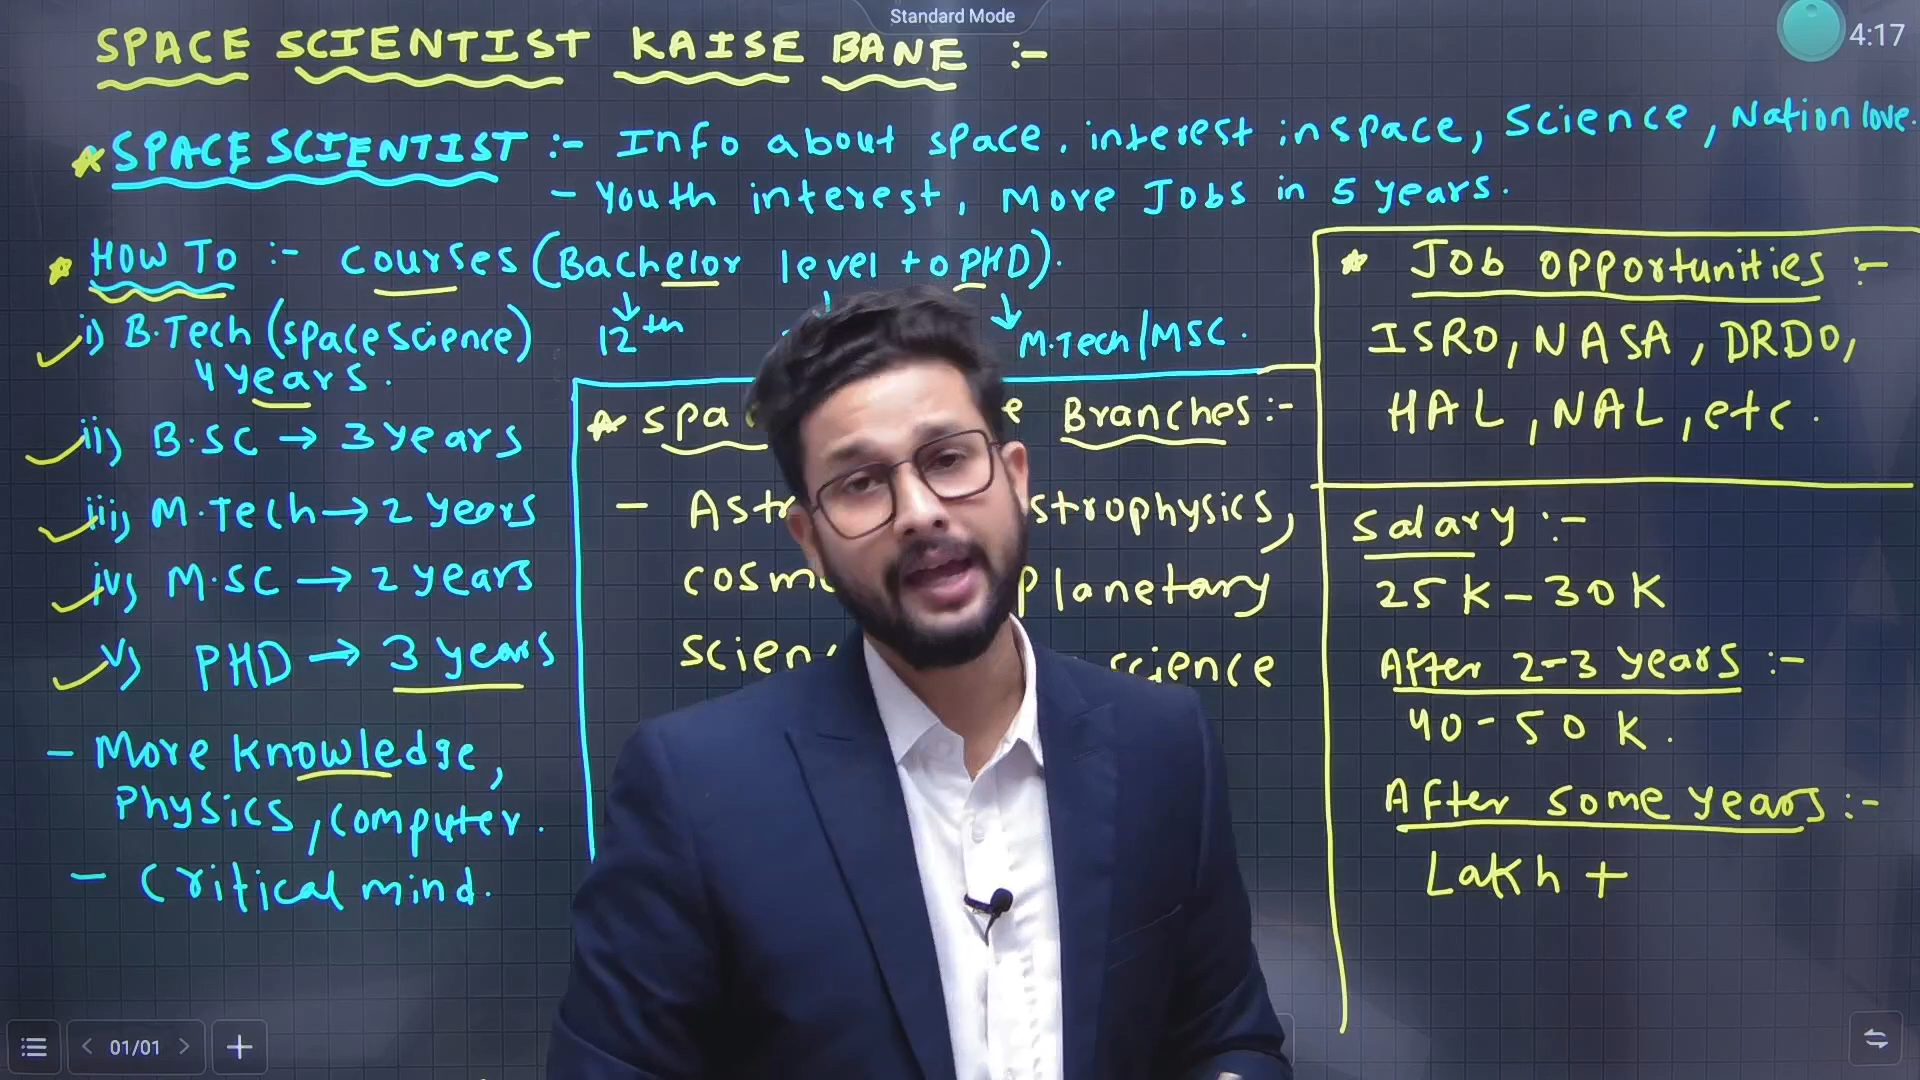 Standard Mode
4:17
SPACE SCIENTIST KAISE BANE :-
SPACE SCIENTIST :- Info about space, interest in space, Science, Nation love.
- Youth interest, More Jobs in 5 years.
HOW TO :- Courses (Bachelor level to PHD).
12th
M.Tech/MSC.
i) B.Tech (space science)
4 years.
ii) B.SC → 3 years
iii) M.Tech → 2 years
iv) M.SC → 2 years
v) PHD → 3 years
- More knowledge,
Physics, computer.
- Critical mind.
Branches :-
-
Planetary
science
Job opportunities :-
ISRO, NASA, DRDO,
HAL, NAL, etc.
Salary :-
25K - 30K
After 2-3 years :-
40-50 K.
After some years :-
Lakh +
01/01